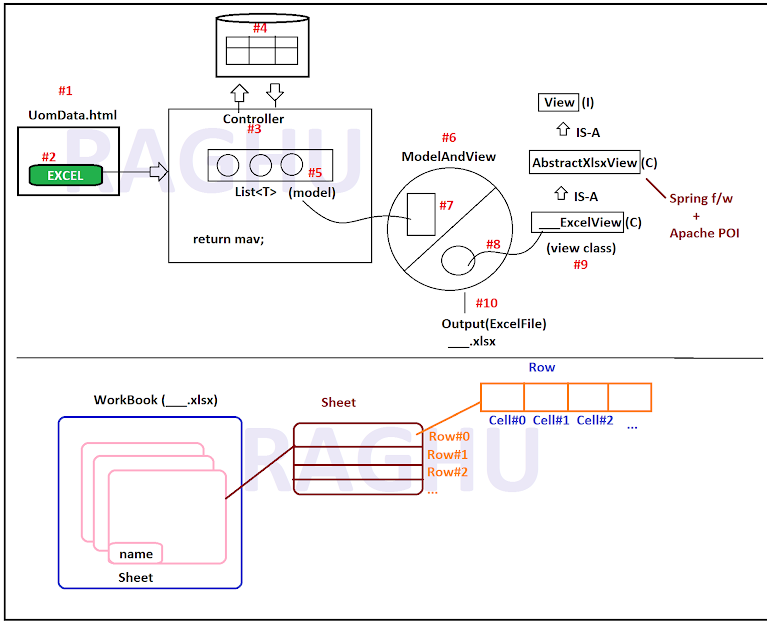 #1
UomData.html
#2
EXCEL
#4
Controller
#3
#5
List<T> (model)
return mav;
#6
ModelAndView
#7
#8
#10
Output(ExcelFile)
___.xlsx
View (I)
IS-A
AbstractXlsxView (C)
IS-A
___ExcelView (C)
(view class)
#9
Spring f/w
+
Apache POI
RAGHU
WorkBook (___.xlsx)
name
Sheet
Sheet
Row#0
Row#1
Row#2
...
Row
Cell#0 Cell#1 Cell#2 ...
RAGHU